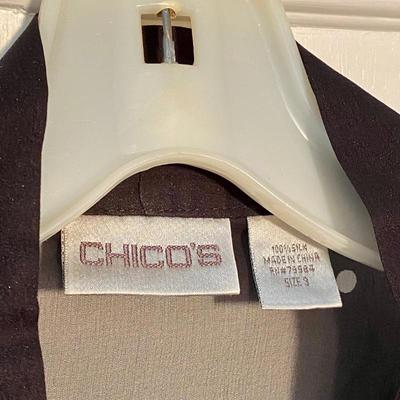 CHICO'S
100% SILK
MADE IN CHINA
RN#79984
SIZE 3